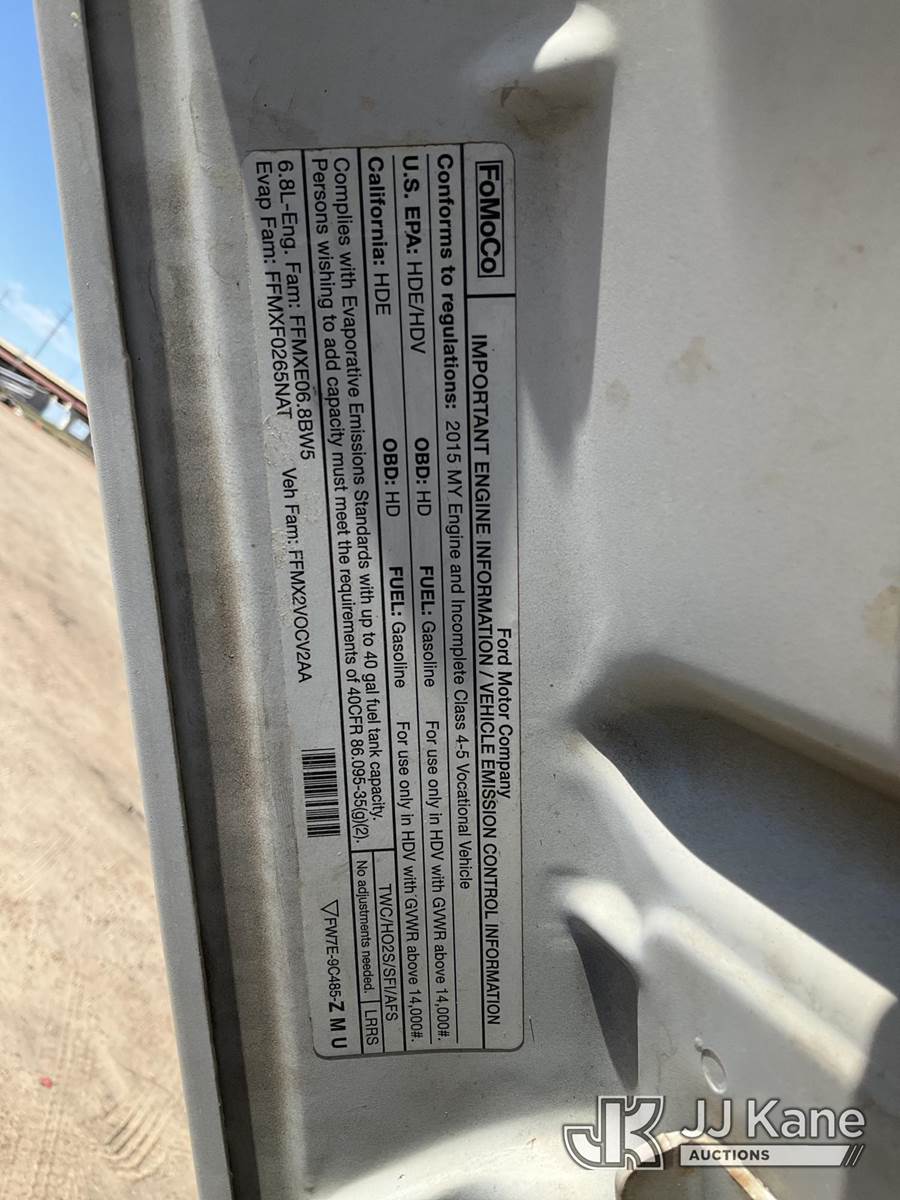 FoMoCo
Ford Motor Company
IMPORTANT ENGINE INFORMATION / VEHICLE EMISSION CONTROL INFORMATION
Conforms to regulations: 2015 MY Engine and Incomplete Class 4-5 Vocational Vehicle
U.S. EPA: HDE/HDV OBD: HD FUEL: Gasoline For use only in HDV with GVWR above 14,000#.
California: HDE OBD: HD FUEL: Gasoline For use only in HDV with GVWR above 14,000#.
Complies with Evaporative Emissions Standards with up to 40 gal fuel tank capacity.
Persons wishing to add capacity must meet the requirements of 40CFR 86.095-35(g)(2).
TWC/HO2S/SFI/AFS
No adjustments needed. LRRS
6.8L-Eng. Fam: FFMXE06.8BW5 Veh Fam: FFMX2VOCV2AA
Evap Fam: FFMXF0265NAT
▽FW7E-9C485-Z M U
JK JJ Kane
AUCTIONS